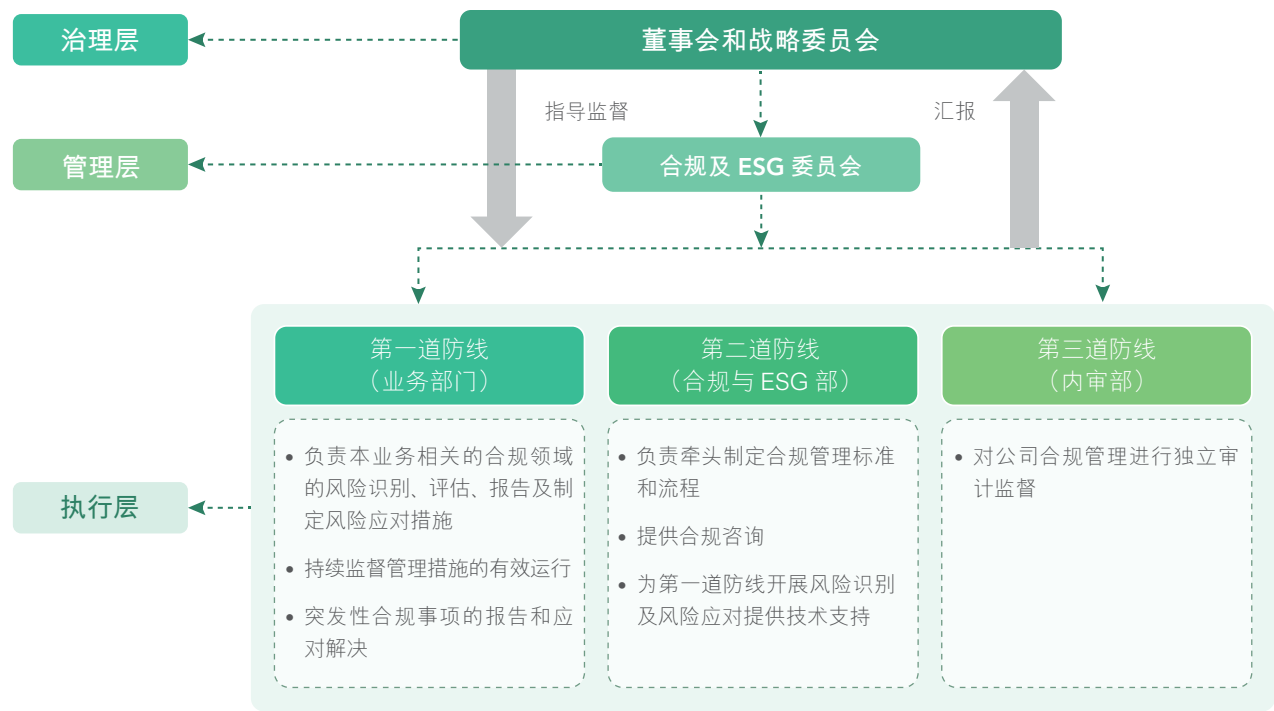 治理层
董事会和战略委员会
指导监督
汇报
管理层
合规及 ESG 委员会
第一道防线
（业务部门）
第二道防线
（合规与 ESG 部）
第三道防线
（内审部）
执行层
• 负责本业务相关的合规领域
的风险识别、评估、报告及制
定风险应对措施
• 持续监督管理措施的有效运行
• 突发性合规事项的报告和应
对解决
• 负责牵头制定合规管理标准
和流程
• 提供合规咨询
• 为第一道防线开展风险识别
及风险应对提供技术支持
• 对公司合规管理进行独立审
计监督